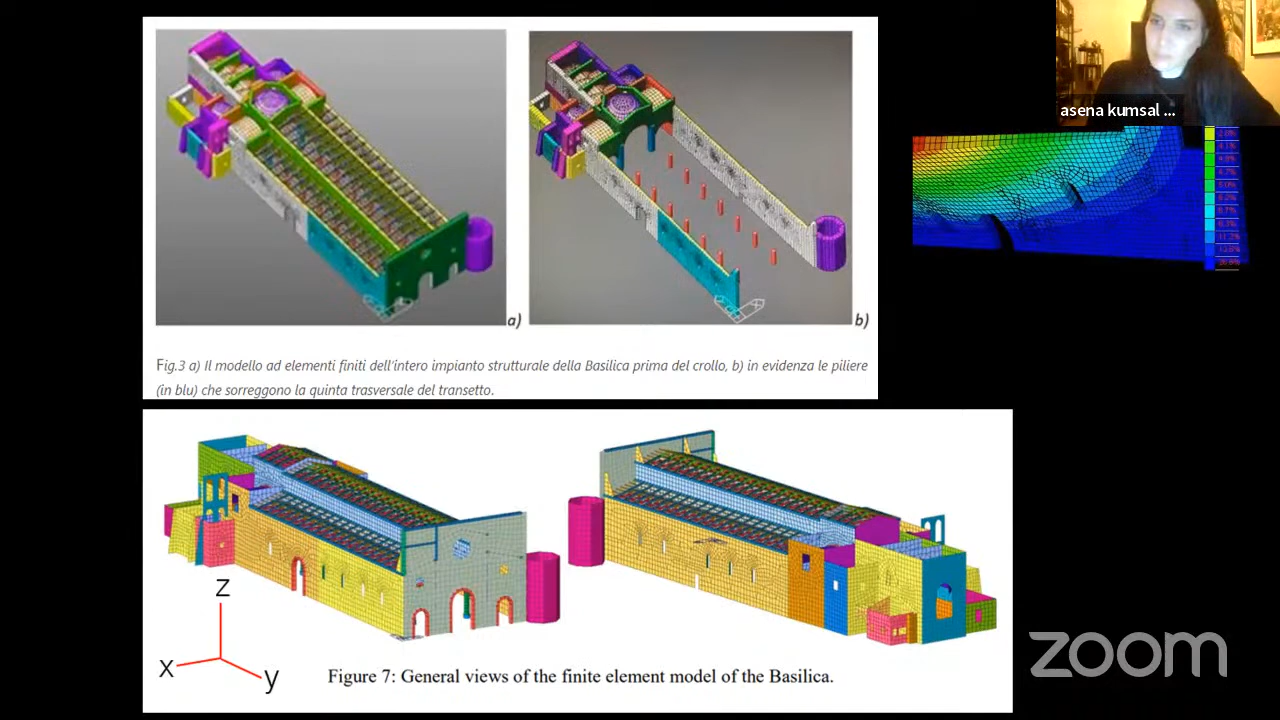 asena kumsal ...
a)
b)
Fig.3 a) Il modello ad elementi finiti dell'intero impianto strutturale della Basilica prima del crollo, b) in evidenza le piliere
(in blu) che sorreggono la quinta trasversale del transetto.
z
x
y
Figure 7: General views of the finite element model of the Basilica.
zoom